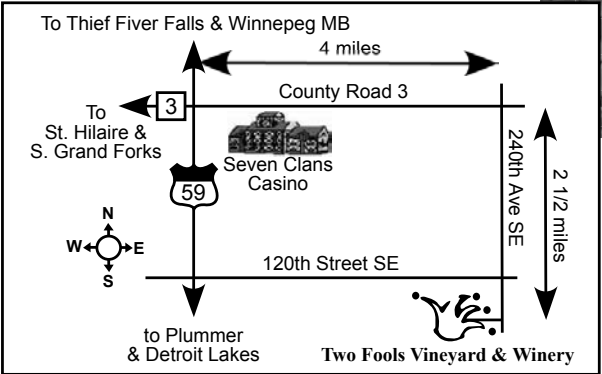 To Thief Fiver Falls & Winnepeg MB
4 miles
County Road 3
3
To
St. Hilaire &
S. Grand Forks
Seven Clans
Casino
59
240th Ave SE
2 1/2 miles
N
W
E
S
120th Street SE
to Plummer
& Detroit Lakes
Two Fools Vineyard & Winery